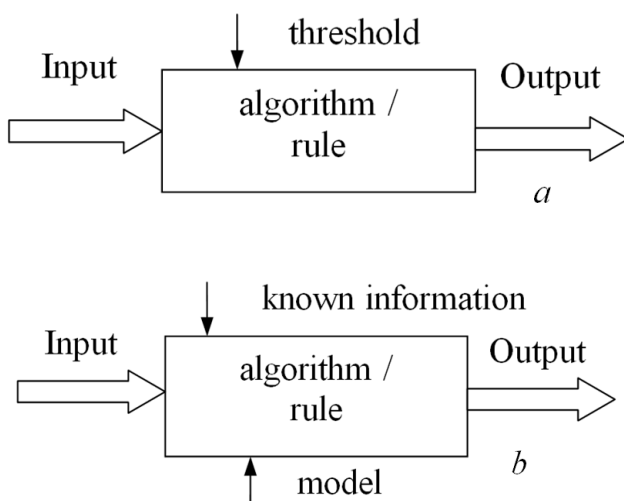 threshold
Input
Output
algorithm /
rule
a
known information
Input
Output
algorithm /
rule
b
model